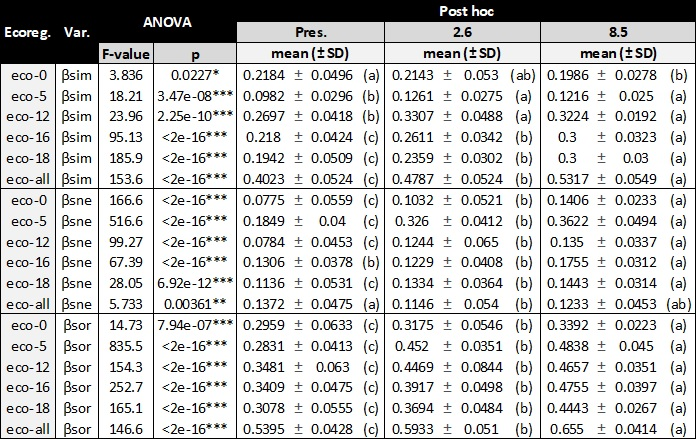 Ecoreg. Var. ANOVA Post hoc
Pres. 2.6 8.5
F-value p mean (±SD) mean (±SD) mean (±SD)
eco-0 βsim 3.836 0.0227* 0.2184 ± 0.0496 (a) 0.2143 ± 0.053 (ab) 0.1986 ± 0.0278 (b)
eco-5 βsim 18.21 3.47e-08*** 0.0982 ± 0.0296 (b) 0.1261 ± 0.0275 (a) 0.1216 ± 0.025 (a)
eco-12 βsim 23.96 2.25e-10*** 0.2697 ± 0.0418 (b) 0.3307 ± 0.0488 (a) 0.3224 ± 0.0192 (a)
eco-16 βsim 95.13 <2e-16*** 0.218 ± 0.0424 (c) 0.2611 ± 0.0342 (b) 0.3 ± 0.0323 (a)
eco-18 βsim 185.9 <2e-16*** 0.1942 ± 0.0509 (c) 0.2359 ± 0.0302 (b) 0.3 ± 0.03 (a)
eco-all βsim 153.6 <2e-16*** 0.4023 ± 0.0524 (c) 0.4787 ± 0.0524 (b) 0.5317 ± 0.0549 (a)
eco-0 βsne 166.6 <2e-16*** 0.0775 ± 0.0559 (c) 0.1032 ± 0.0521 (b) 0.1406 ± 0.0233 (a)
eco-5 βsne 516.6 <2e-16*** 0.1849 ± 0.04 (c) 0.326 ± 0.0412 (b) 0.3622 ± 0.0494 (a)
eco-12 βsne 99.27 <2e-16*** 0.0784 ± 0.0453 (c) 0.1244 ± 0.065 (b) 0.135 ± 0.0337 (a)
eco-16 βsne 67.39 <2e-16*** 0.1306 ± 0.0378 (b) 0.1229 ± 0.0408 (b) 0.1755 ± 0.0312 (a)
eco-18 βsne 28.05 6.92e-12*** 0.1136 ± 0.0531 (c) 0.1334 ± 0.0364 (b) 0.1443 ± 0.0314 (a)
eco-all βsne 5.733 0.00361** 0.1372 ± 0.0475 (a) 0.1146 ± 0.054 (b) 0.1233 ± 0.0453 (ab)
eco-0 βsor 14.73 7.94e-07*** 0.2959 ± 0.0633 (c) 0.3175 ± 0.0546 (b) 0.3392 ± 0.0223 (a)
eco-5 βsor 835.5 <2e-16*** 0.2831 ± 0.0413 (c) 0.452 ± 0.0351 (b) 0.4838 ± 0.045 (a)
eco-12 βsor 154.3 <2e-16*** 0.3481 ± 0.063 (c) 0.4469 ± 0.0844 (b) 0.4657 ± 0.0351 (a)
eco-16 βsor 252.7 <2e-16*** 0.3409 ± 0.0475 (c) 0.3917 ± 0.0498 (b) 0.4755 ± 0.0397 (a)
eco-18 βsor 165.1 <2e-16*** 0.3078 ± 0.0555 (c) 0.3694 ± 0.0484 (b) 0.4443 ± 0.0267 (a)
eco-all βsor 146.6 <2e-16*** 0.5395 ± 0.0428 (c) 0.5933 ± 0.051 (b) 0.655 ± 0.0414 (a)